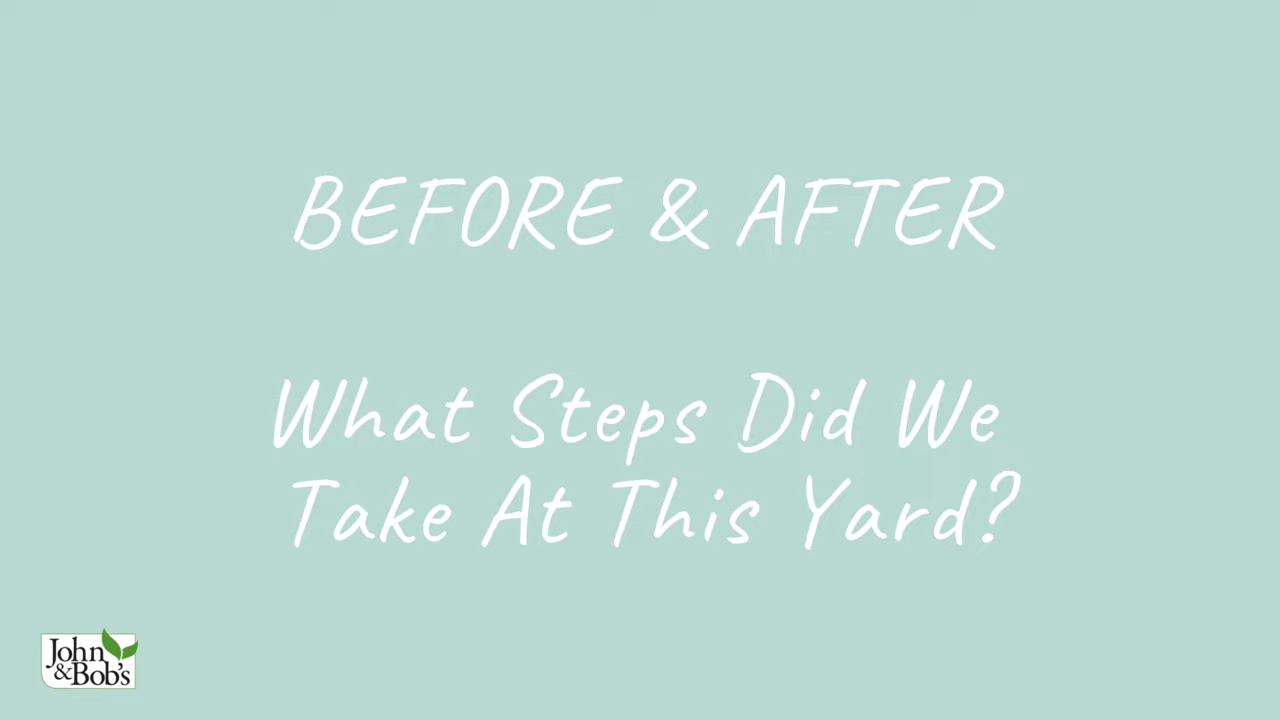 BEFORE & AFTER
What Steps Did We
Take At This Yard?
John
&Bob's